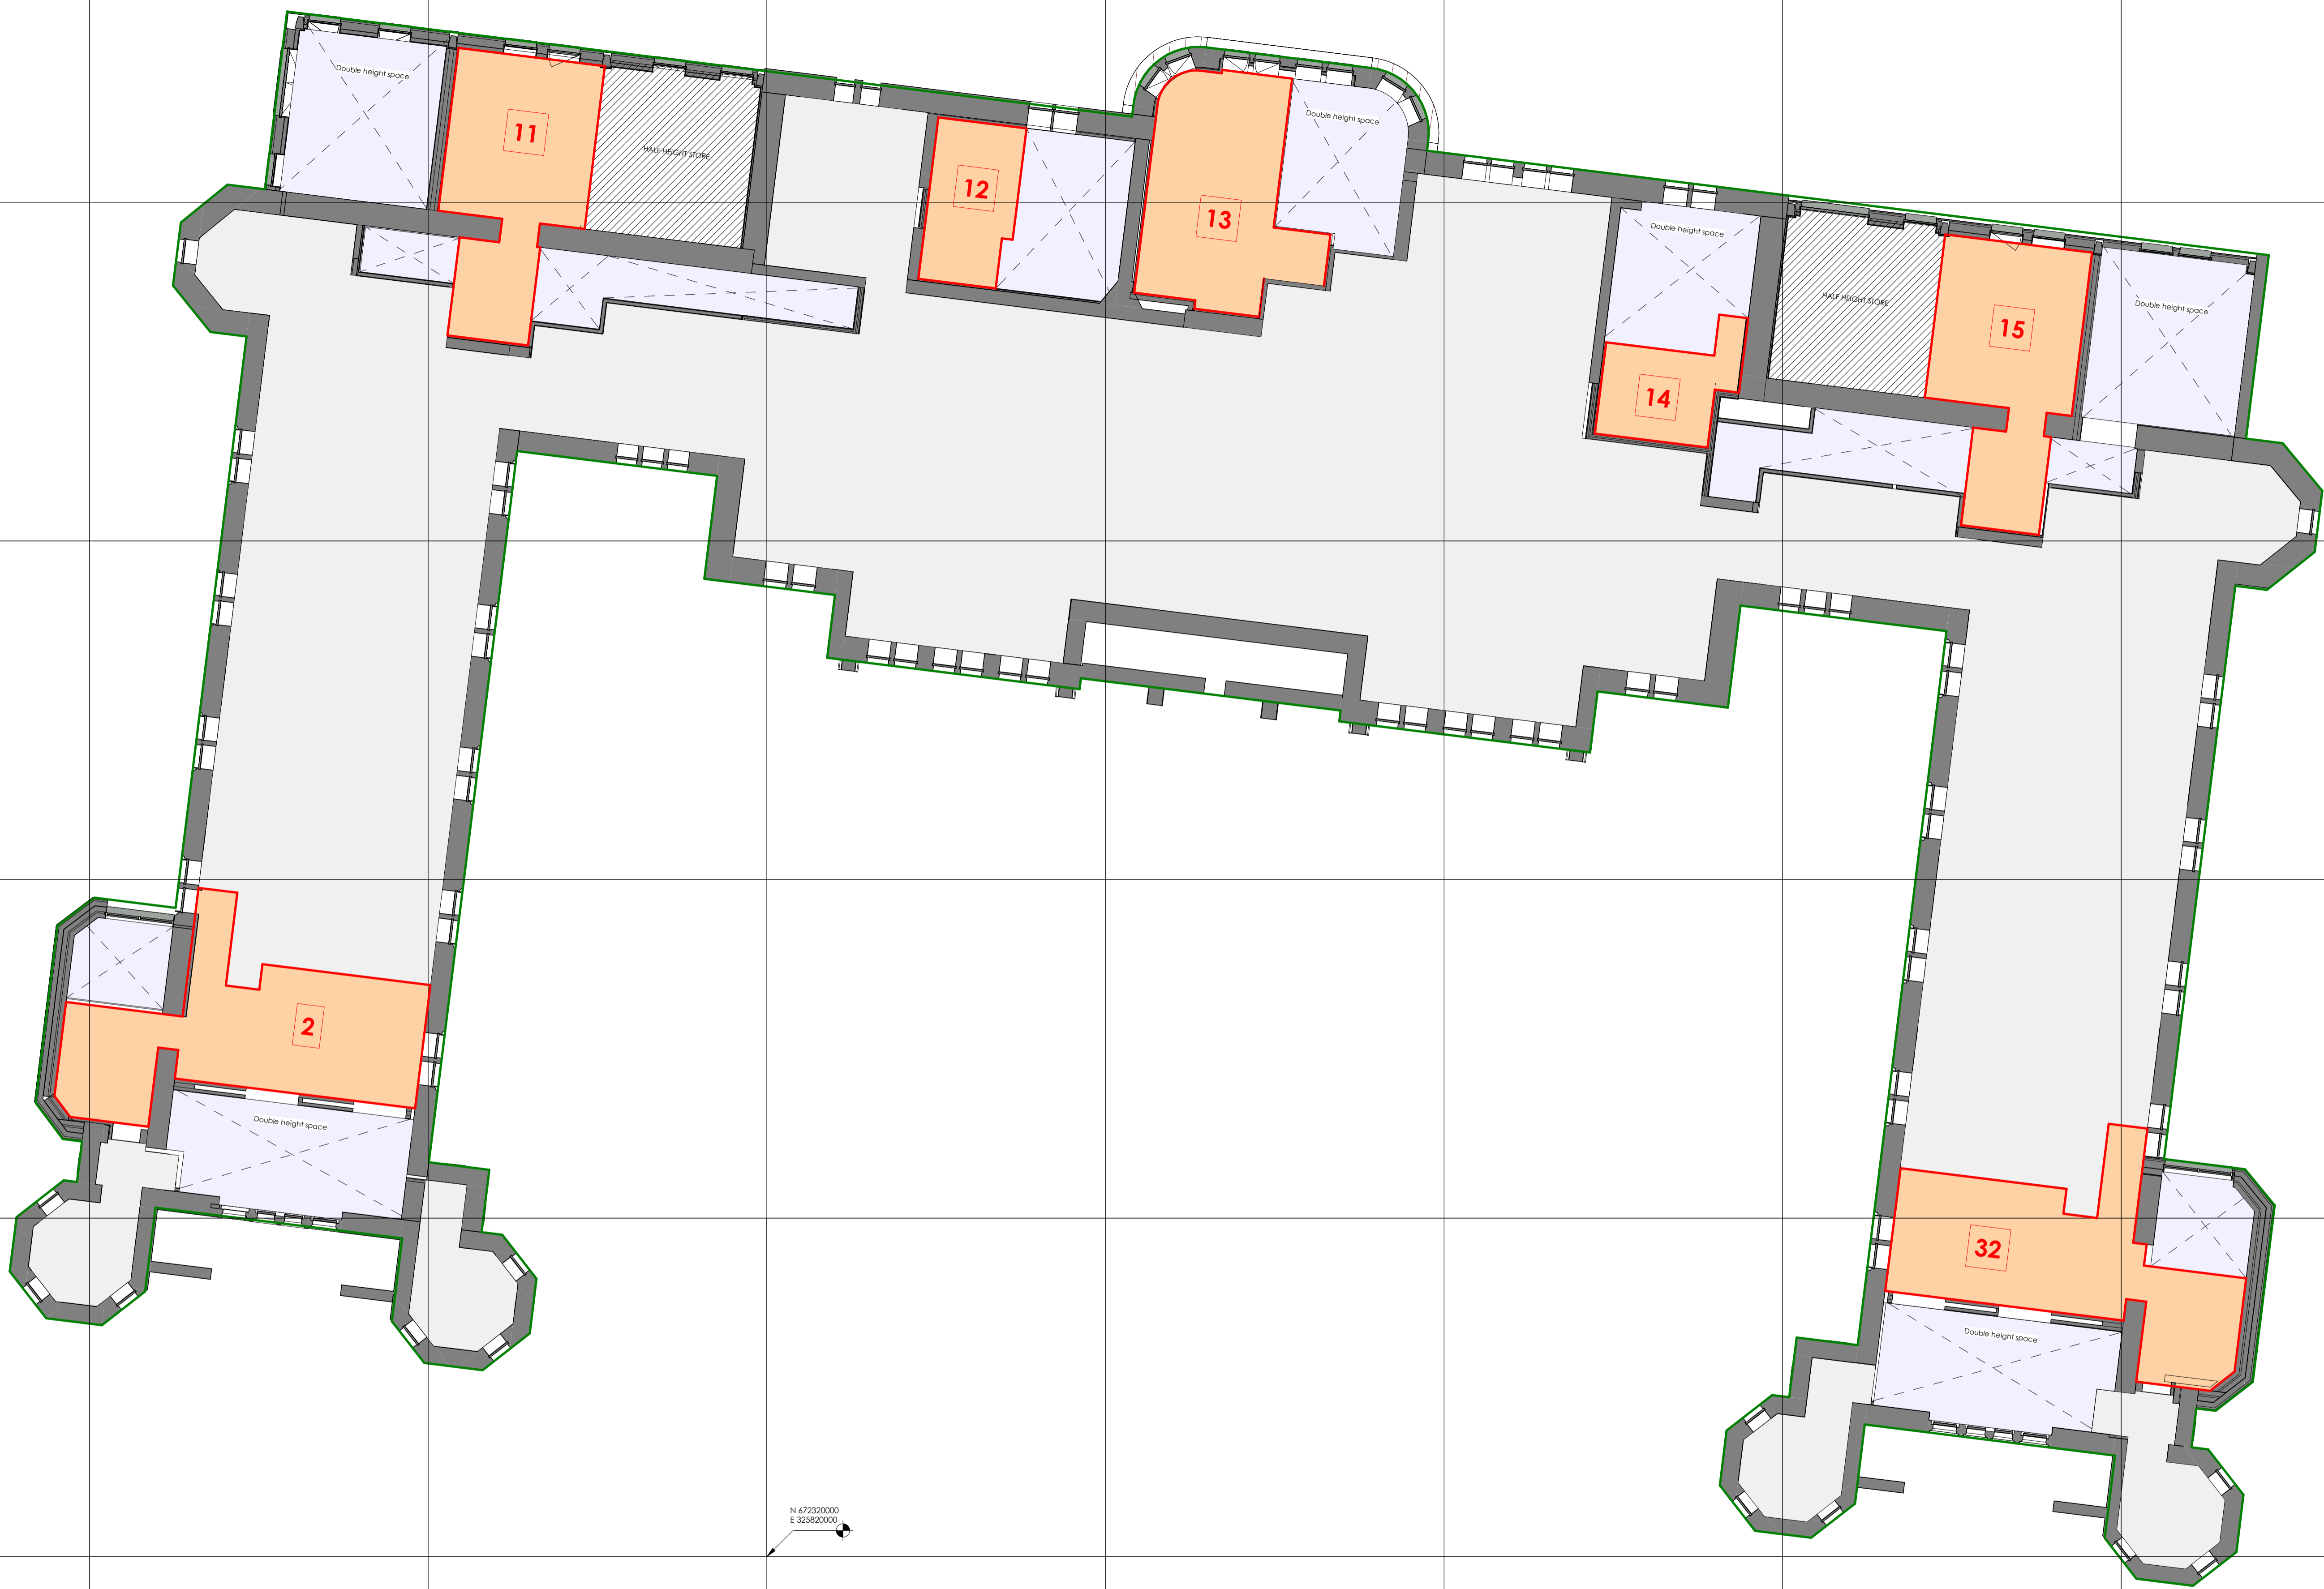 Double height space
11
HALF HEIGHT STORE
12
13
Double height space
Double height space
14
HALF HEIGHT STORE
15
Double height space
2
Double height space
32
Double height space
N 672320000
E 325820000